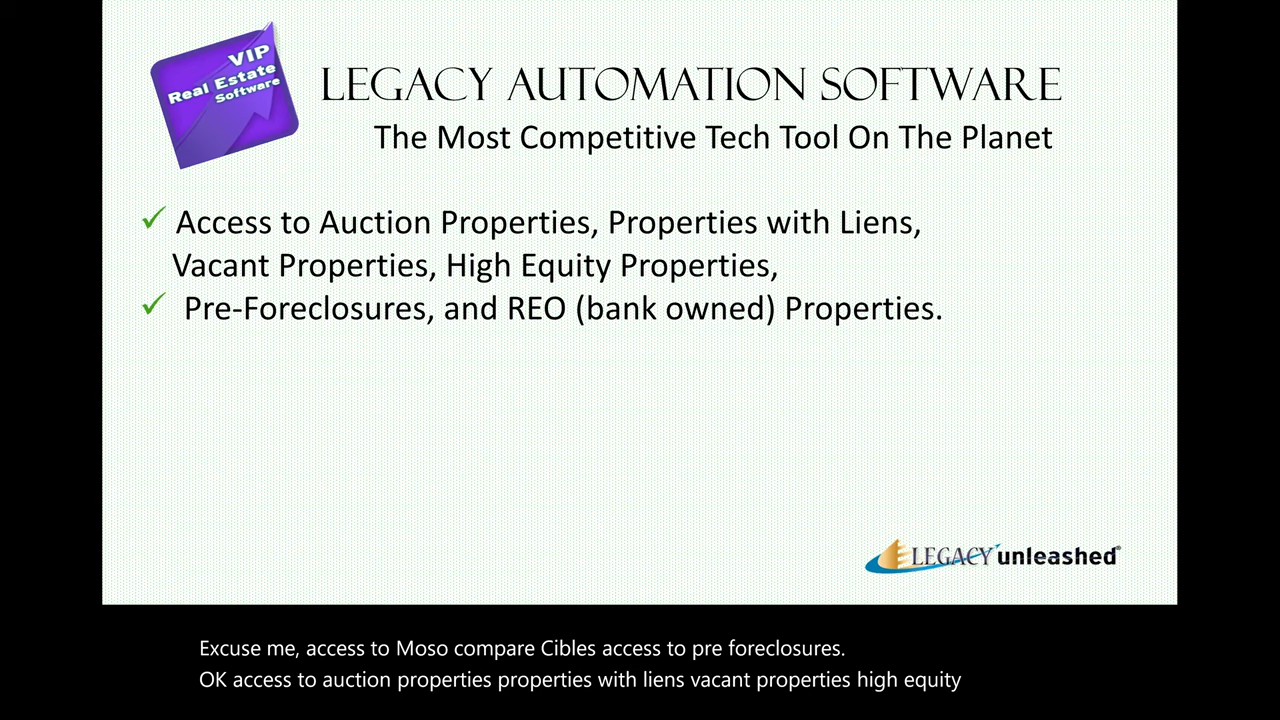 VIP
Real Estate
Software
LEGACY AUTOMATION SOFTWARE
The Most Competitive Tech Tool On The Planet
✓ Access to Auction Properties, Properties with Liens,
Vacant Properties, High Equity Properties,
✓ Pre-Foreclosures, and REO (bank owned) Properties.
LEGACY unleashed®
Excuse me, access to Moso compare Cibles access to pre foreclosures.
OK access to auction properties properties with liens vacant properties high equity